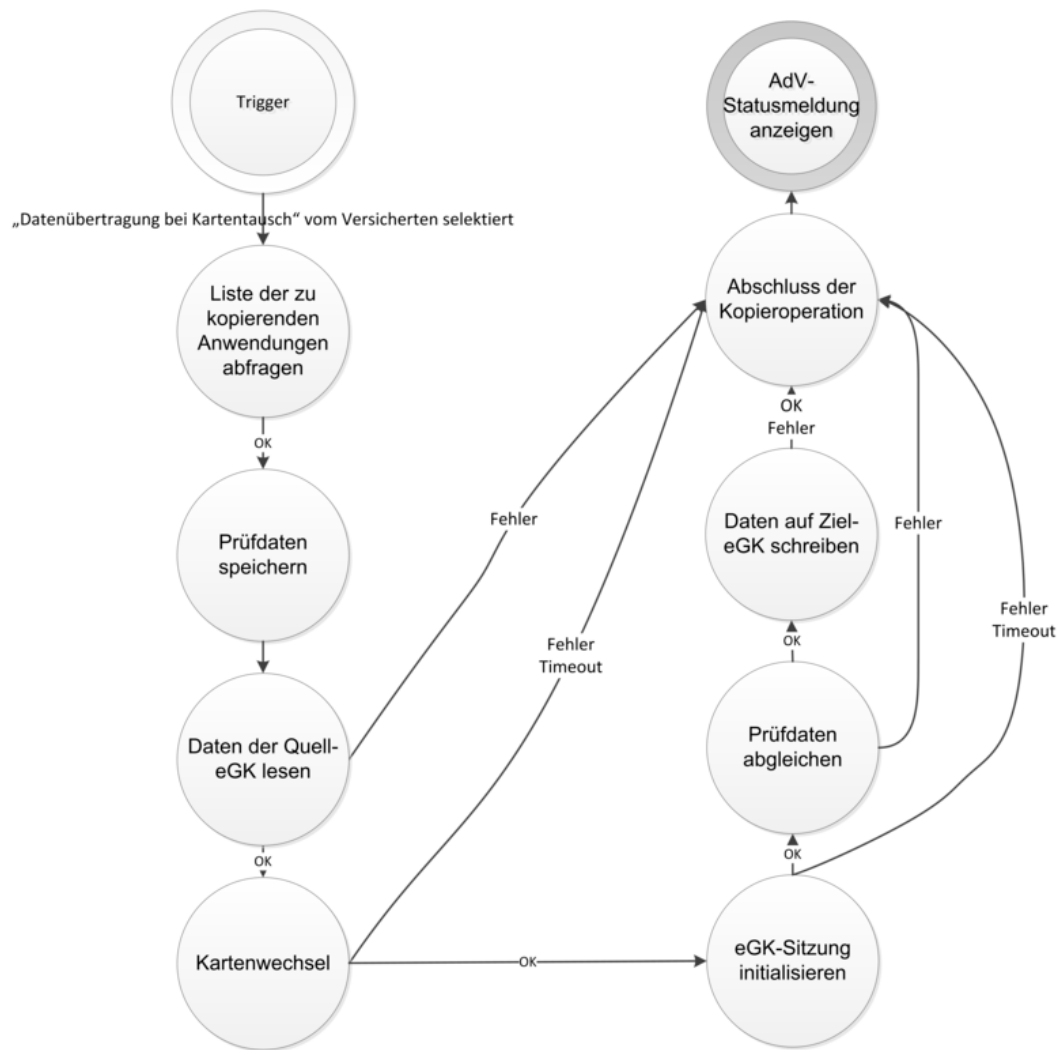 Trigger
„Datenübertragung bei Kartentausch“ vom Versicherten selektiert
Liste der zu
kopierenden
Anwendungen
abfragen
OK
Prüfdaten
speichern
Daten der Quell-
eGK lesen
OK
Kartenwechsel
Fehler
Fehler
Timeout
OK
AdV-
Statusmeldung
anzeigen
Abschluss der
Kopieroperation
OK
Fehler
Daten auf Ziel-
eGK schreiben
Fehler
OK
Fehler
Timeout
Prüfdaten
abgleichen
OK
eGK-Sitzung
initialisieren